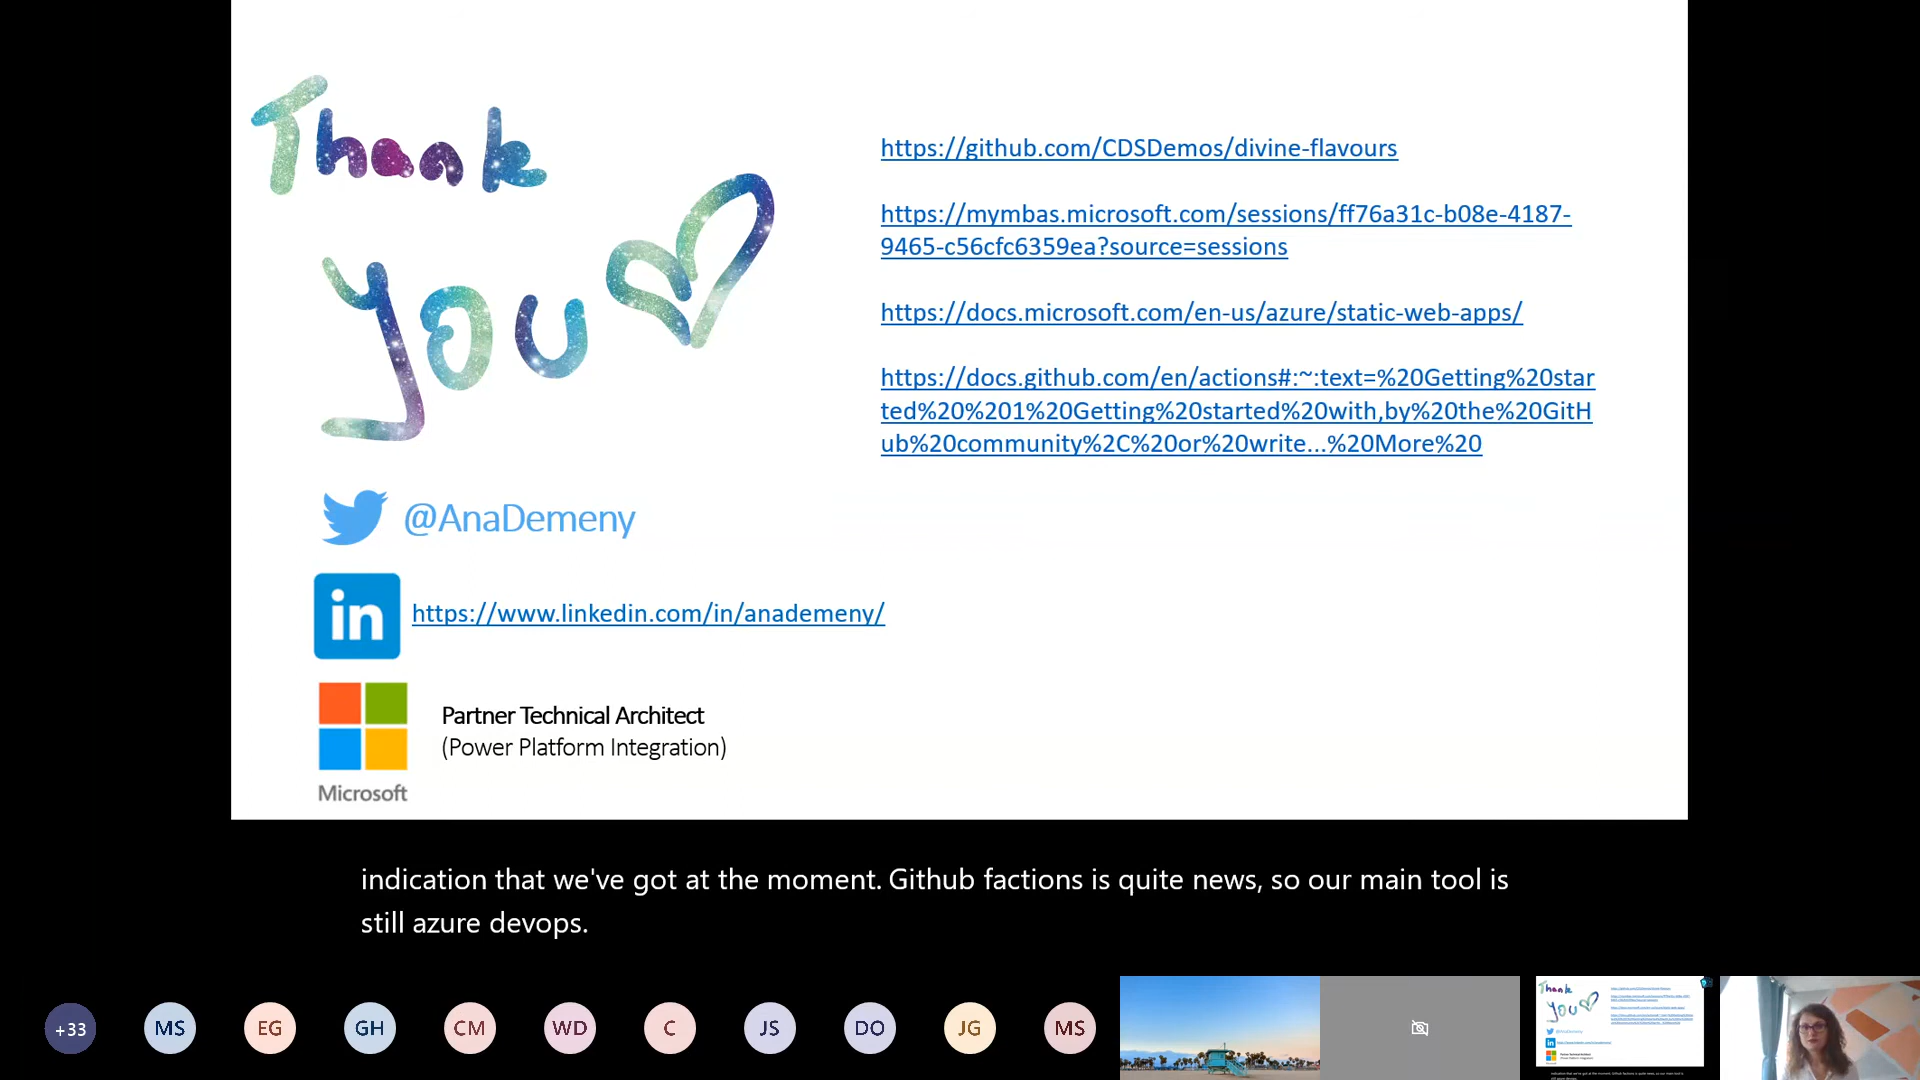 Thank
you
https://github.com/CDSDemos/divine-flavours
https://mymbas.microsoft.com/sessions/ff76a31c-b08e-4187-
9465-c56cfc6359ea?source=sessions
https://docs.microsoft.com/en-us/azure/static-web-apps/
https://docs.github.com/en/actions#:~:text=%20Getting%20star
ted%20%201%20Getting%20started%20with,by%20the%20GitH
ub%20community%2C%20or%20write...%20More%20
@AnaDemeny
in
https://www.linkedin.com/in/anademeny/
Partner Technical Architect
(Power Platform Integration)
Microsoft
indication that we've got at the moment. Github factions is quite news, so our main tool is
still azure devops.
+33 MS EG GH CM WD C JS DO JG MS
Thank
you